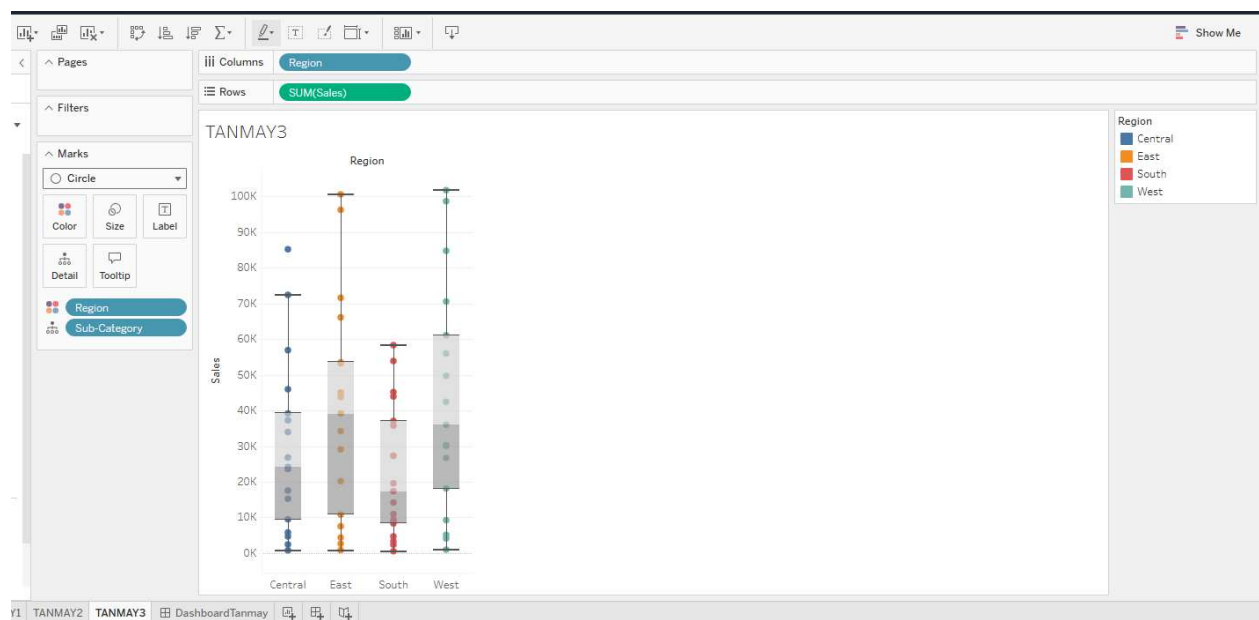 Show Me
Pages
Columns
Region
Rows
SUM(Sales)
Filters
Marks
Circle
Color
Size
Label
Detail
Tooltip
Region
Sub-Category
TANMAY3
Region
Sales
100K
90K
80K
70K
60K
50K
40K
30K
20K
10K
0K
Central East South West
Region
Central
East
South
West
Y1 TANMAY2 TANMAY3 DashboardTanmay